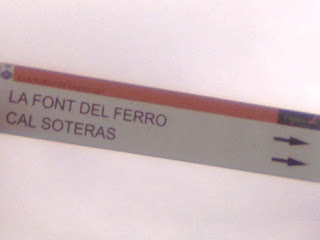 LA FONT DEL FERRO
CAL SOTERAS